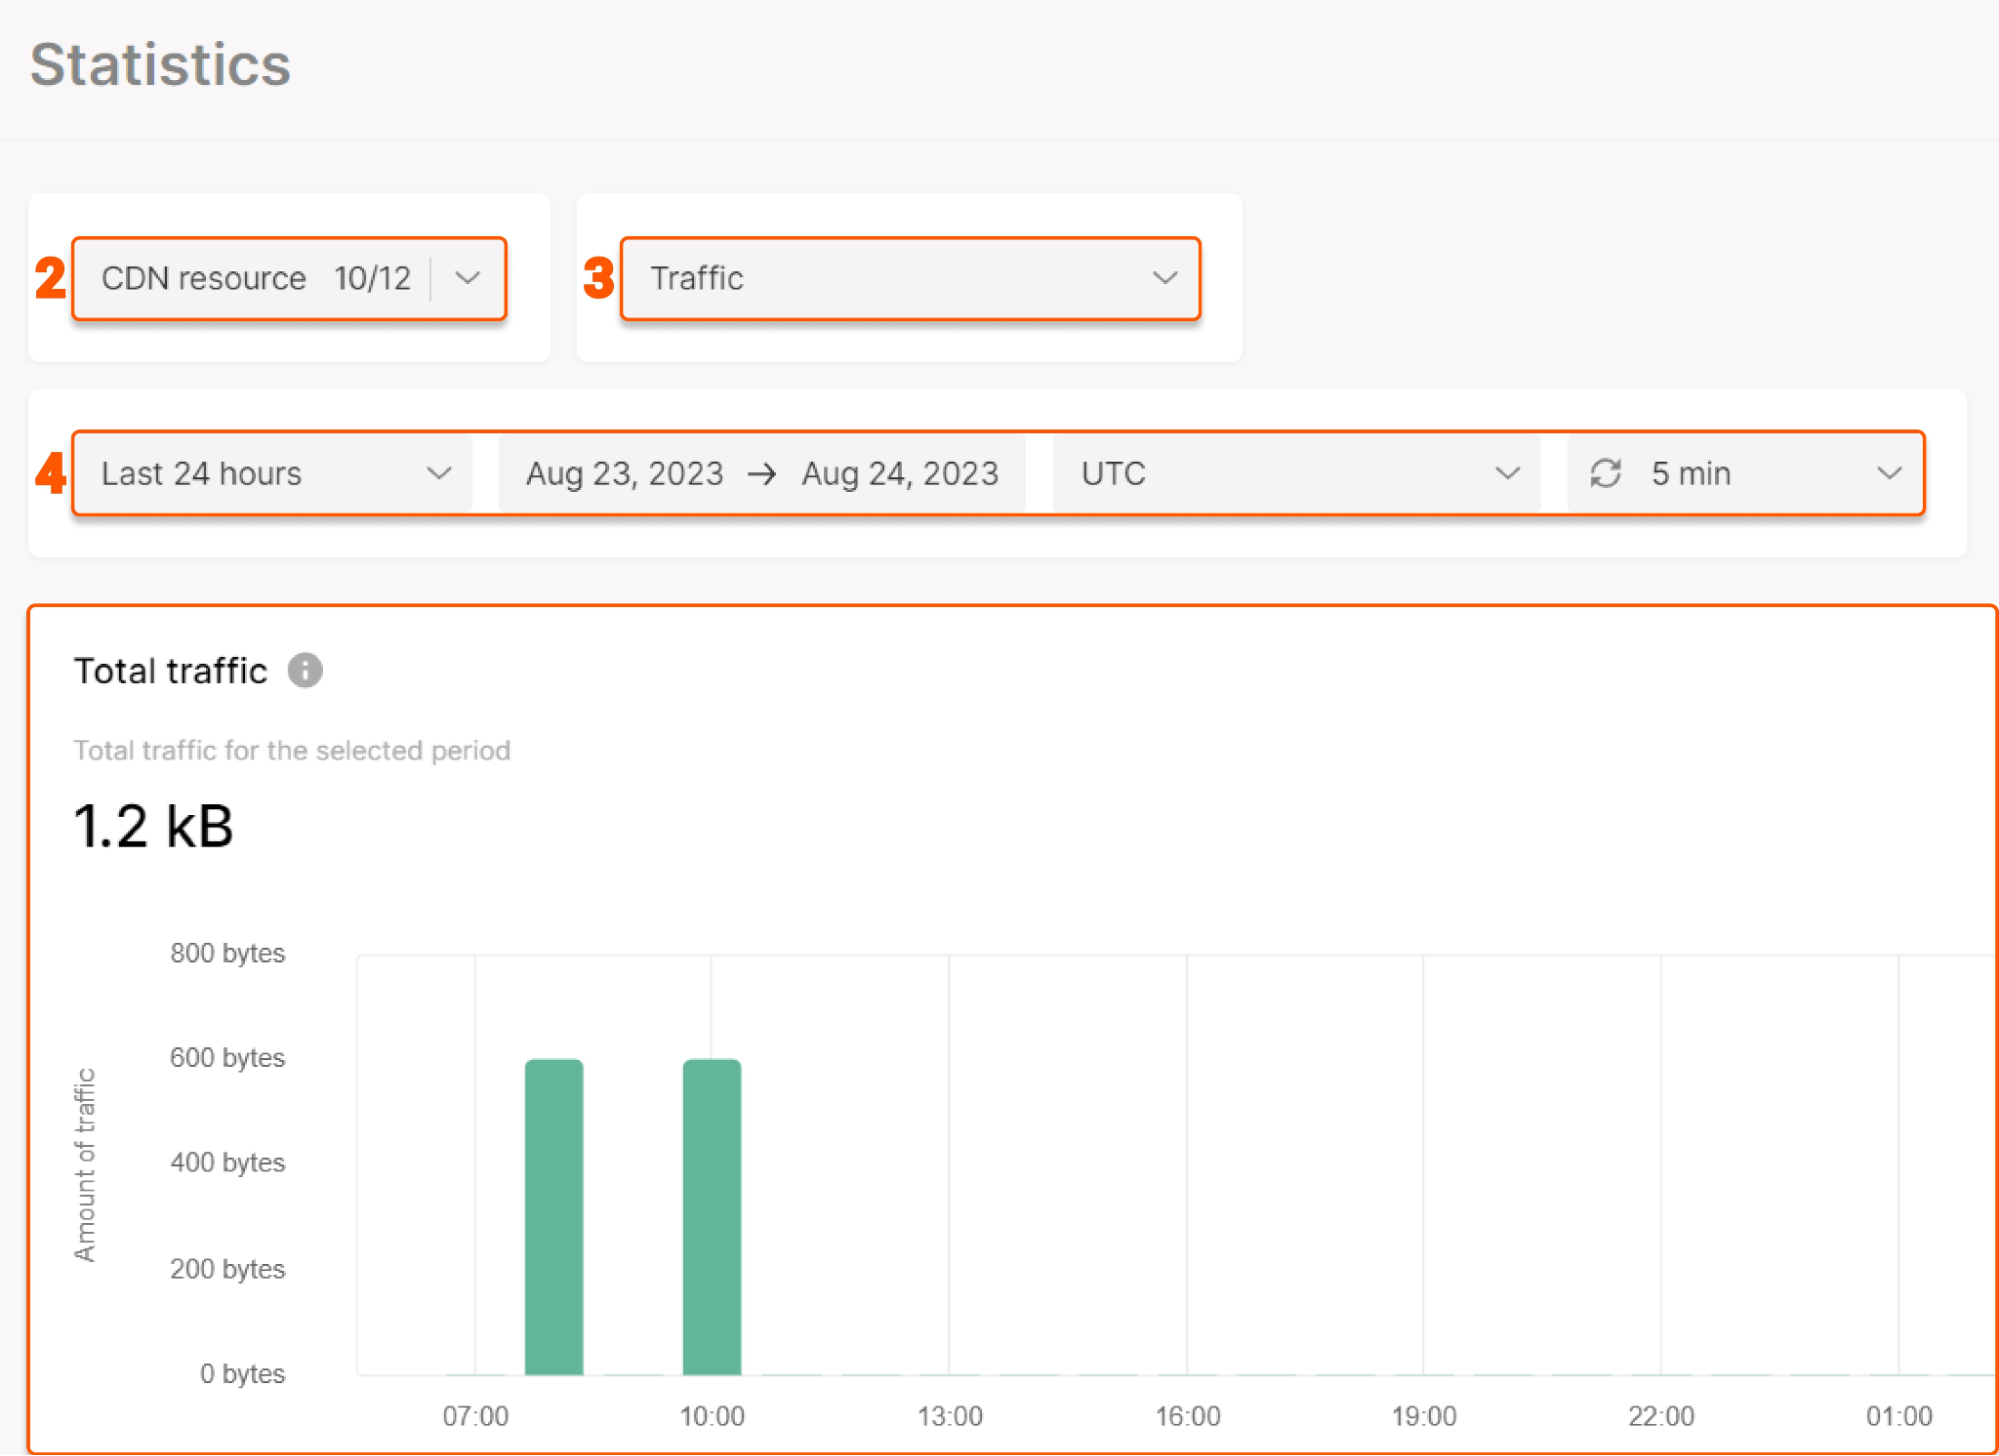 Statistics
2 CDN resource 10/12
3 Traffic
4 Last 24 hours Aug 23, 2023 → Aug 24, 2023 UTC 5 min
Total traffic
Total traffic for the selected period
1.2 kB
Amount of traffic
800 bytes
600 bytes
400 bytes
200 bytes
0 bytes
07:00 10:00 13:00 16:00 19:00 22:00 01:00